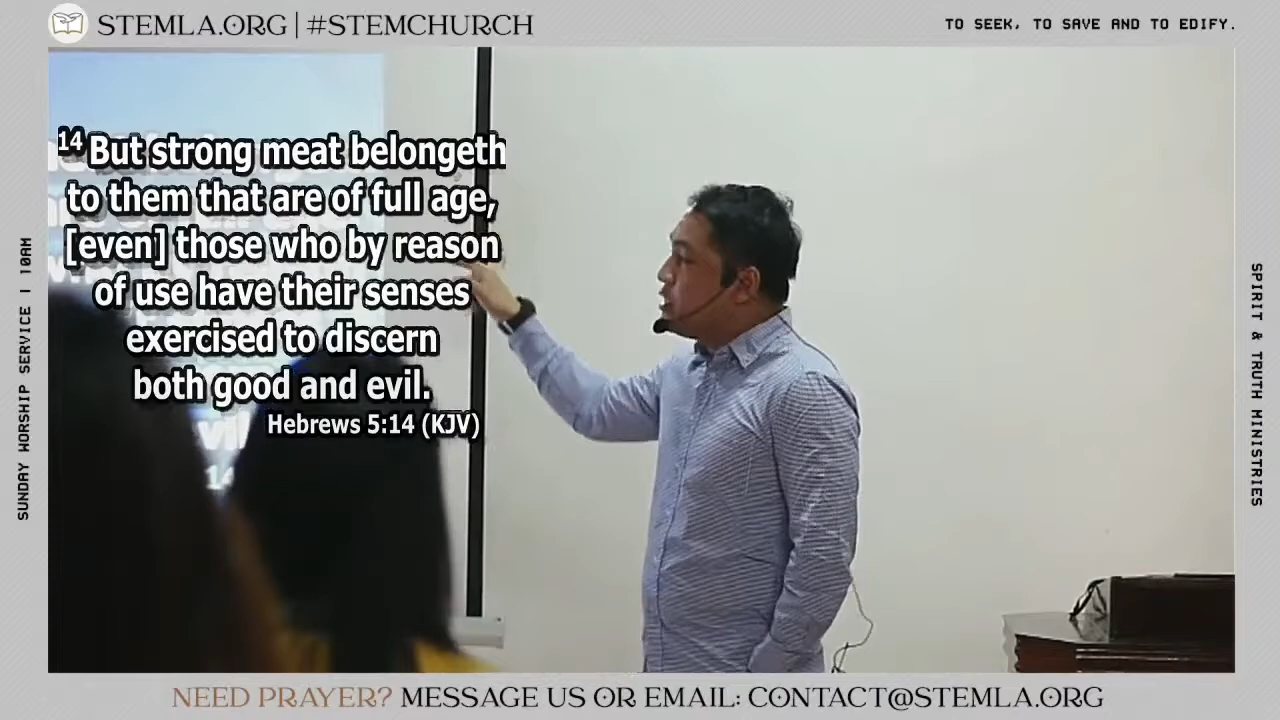 STEMLA.ORG | #STEMCHURCH
TO SEEK, TO SAVE AND TO EDIFY.
14 But strong meat belongeth
to them that are of full age,
[even] those who by reason
of use have their senses
exercised to discern
both good and evil.
Hebrews 5:14 (KJV)
SUNDAY WORSHIP SERVICE | 10AM
SPIRIT & TRUTH MINISTRIES
NEED PRAYER? MESSAGE US OR EMAIL: CONTACT@STEMLA.ORG